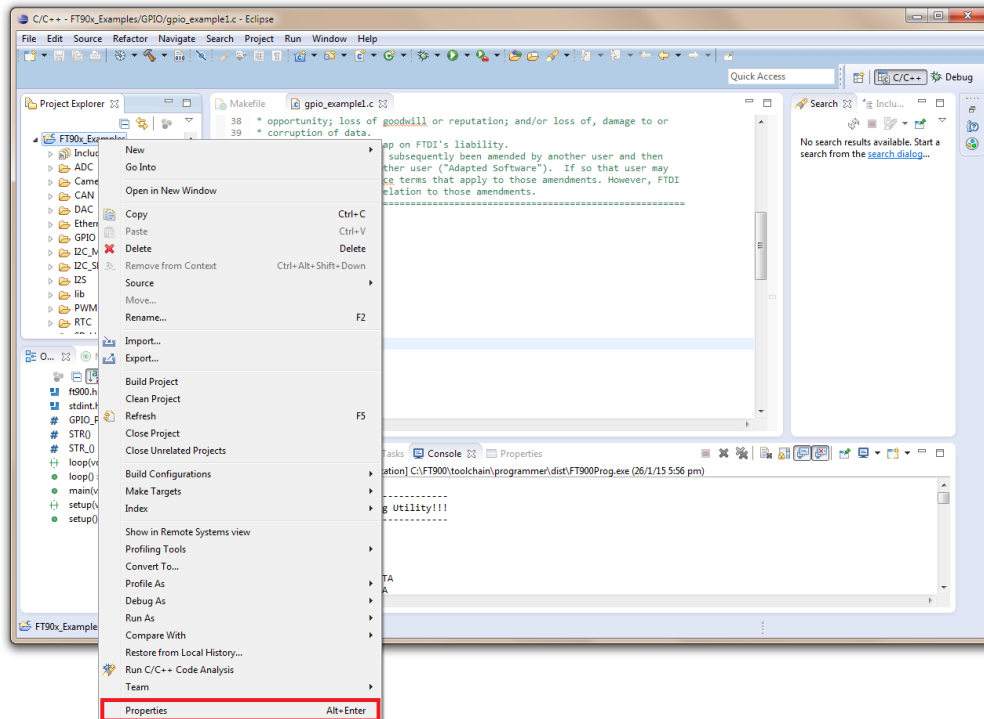 C/C++ - FT90x_Examples/GPIO/gpio_example1.c - Eclipse
File Edit Source Refactor Navigate Search Project Run Window Help
Quick Access
C/C++
Debug
Project Explorer
Makefile
gpio_example1.c
Search
Inclu...
38 * opportunity; loss of goodwill or reputation; and/or loss of, damage to or
39 * corruption of data.
ap on FTDI's liability.
subsequently been amended by another user and then
ther user ("Adapted Software"). If so that user may
ce terms that apply to those amendments. However, FTDI
elation to those amendments.
=====================================================
No search results available. Start a
search from the search dialog...
FT90x_Examples
Includ
ADC
Came
CAN
DAC
Ethern
GPIO
I2C_M
I2C_Sl
I2S
lib
PWM
RTC
O...
ft900.h
stdint.h
GPIO_P
STR()
STR_()
loop(vo
loop() :
main(v
setup(v
setup()
FT90x_Example
New
Go Into
Open in New Window
Copy Ctrl+C
Paste Ctrl+V
Delete Delete
Remove from Context Ctrl+Alt+Shift+Down
Source
Move...
Rename... F2
Import...
Export...
Build Project
Clean Project
Refresh F5
Close Project
Close Unrelated Projects
Build Configurations
Make Targets
Index
Show in Remote Systems view
Profiling Tools
Convert To...
Profile As
Debug As
Run As
Compare With
Restore from Local History...
Run C/C++ Code Analysis
Team
Properties Alt+Enter
Tasks
Console
Properties
ation] C:\FT900\toolchain\programmer\dist\FT900Prog.exe (26/1/15 5:56 pm)
------------
g Utility!!!
------------
TA
A